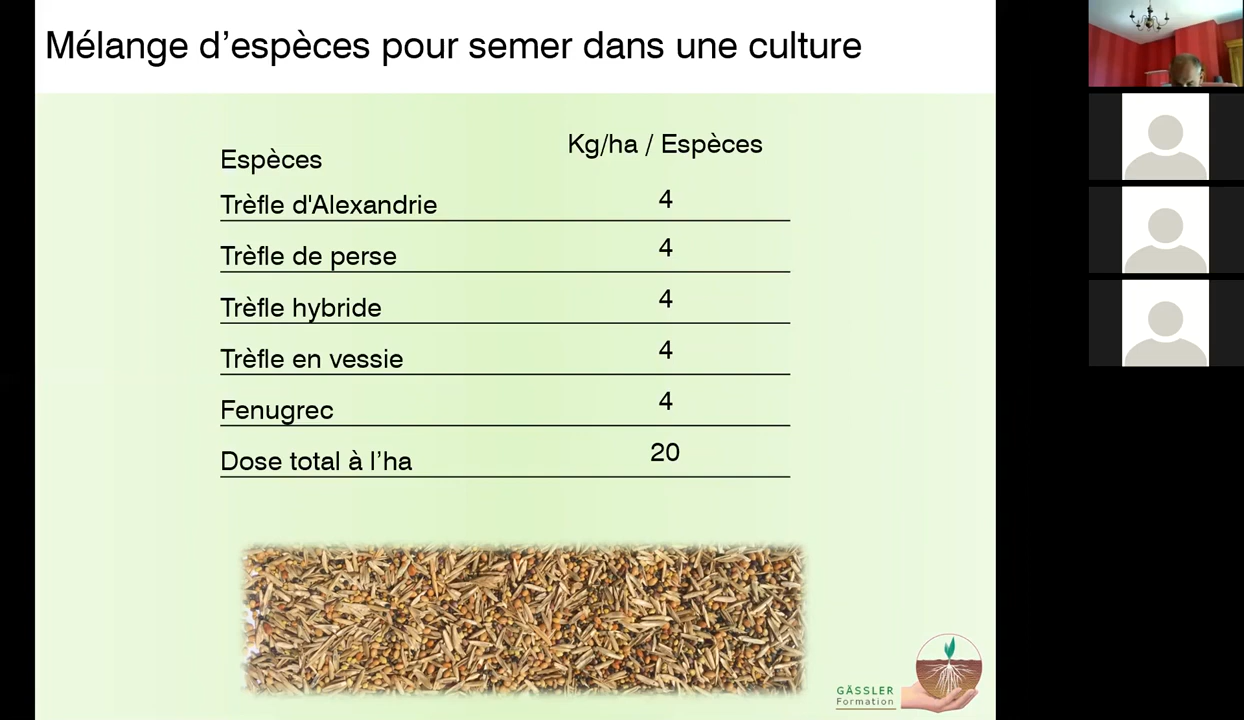 Mélange d’espèces pour semer dans une culture
Espèces Kg/ha / Espèces
Trèfle d'Alexandrie 4
Trèfle de perse 4
Trèfle hybride 4
Trèfle en vessie 4
Fenugrec 4
Dose total à l’ha 20
GÄSSLER
Formation